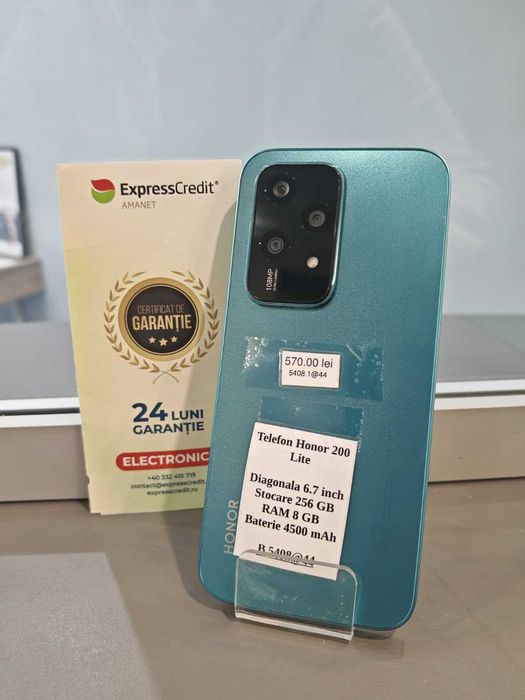 ExpressCredit®
AMANET
CERTIFICAT DE
GARANȚIE
24 LUNI
GARANȚIE
ELECTRONICE
+40 332 415 719
contact@expresscredit.
expresscredit.ro
108MP
570.00 lei
5408.1@44
Telefon Honor 200
Lite
Diagonala 6.7 inch
Stocare 256 GB
RAM 8 GB
Baterie 4500 mAh
B.5408@44
HONOR